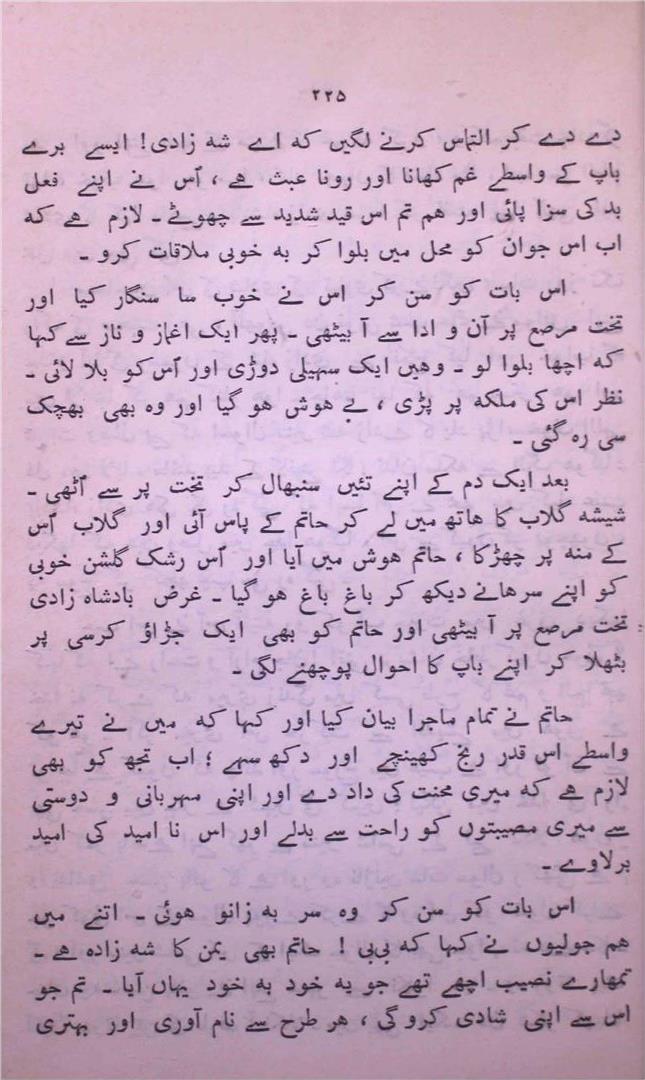 ۲۲۵
دے دے کر التماس کرنے لگیں کہ اے شہ زادی! ایسے برے
باپ کے واسطے غم کھانا اور رونا عبث ہے ، اُس نے اپنے فعل
بد کی سزا پائی اور ہم تم اس قید شدید سے چھوٹے ۔ لازم ہے کہ
اب اس جوان کو محل میں بلوا کر بہ خوبی ملاقات کرو ۔
اس بات کو سن کر اس نے خوب سا سنگار کیا اور
تخت مرصع پر آن و ادا سے آ بیٹھی ۔ پھر ایک اغماز و ناز سے کہا
کہ اچھا بلوا لو ۔ وہیں ایک سہیلی دوڑی اور اُس کو بلا لائی ۔
نظر اس کی ملکہ پر پڑی ، بے ہوش ہو گیا اور وہ بھی بھچک
سی رہ گئی ۔
بعد ایک دم کے اپنے تئیں سنبھال کر تخت پر سے اُٹھی ۔
شیشہ گلاب کا ہاتھ میں لے کر حاتم کے پاس آئی اور گلاب اُس
کے منہ پر چھڑکا ، حاتم ہوش میں آیا اور اُس رشک گلشن خوبی
کو اپنے سرھانے دیکھ کر باغ باغ ہو گیا ۔ غرض بادشاہ زادی
تخت مرصع پر آ بیٹھی اور حاتم کو بھی ایک جڑاؤ کرسی پر
بٹھلا کر اپنے باپ کا احوال پوچھنے لگی ۔
حاتم نے تمام ماجرا بیان کیا اور کہا کہ میں نے تیرے
واسطے اس قدر رنج کھینچے اور دکھ سہے ؛ اب تجھ کو بھی
لازم ہے کہ میری محنت کی داد دے اور اپنی مہربانی و دوستی
سے میری مصیبتوں کو راحت سے بدلے اور اس نا امید کی امید
برلاوے ۔
اس بات کو سن کر وہ سر بہ زانو ہوئی ۔ اتنے میں
ہم جولیوں نے کہا کہ بی بی ! حاتم بھی یمن کا شہ زادہ ہے ۔
تمھارے نصیب اچھے تھے جو یہ خود بہ خود یہاں آیا ۔ تم جو
اس سے اپنی شادی کرو گی ، ہر طرح سے نام آوری اور بہتری